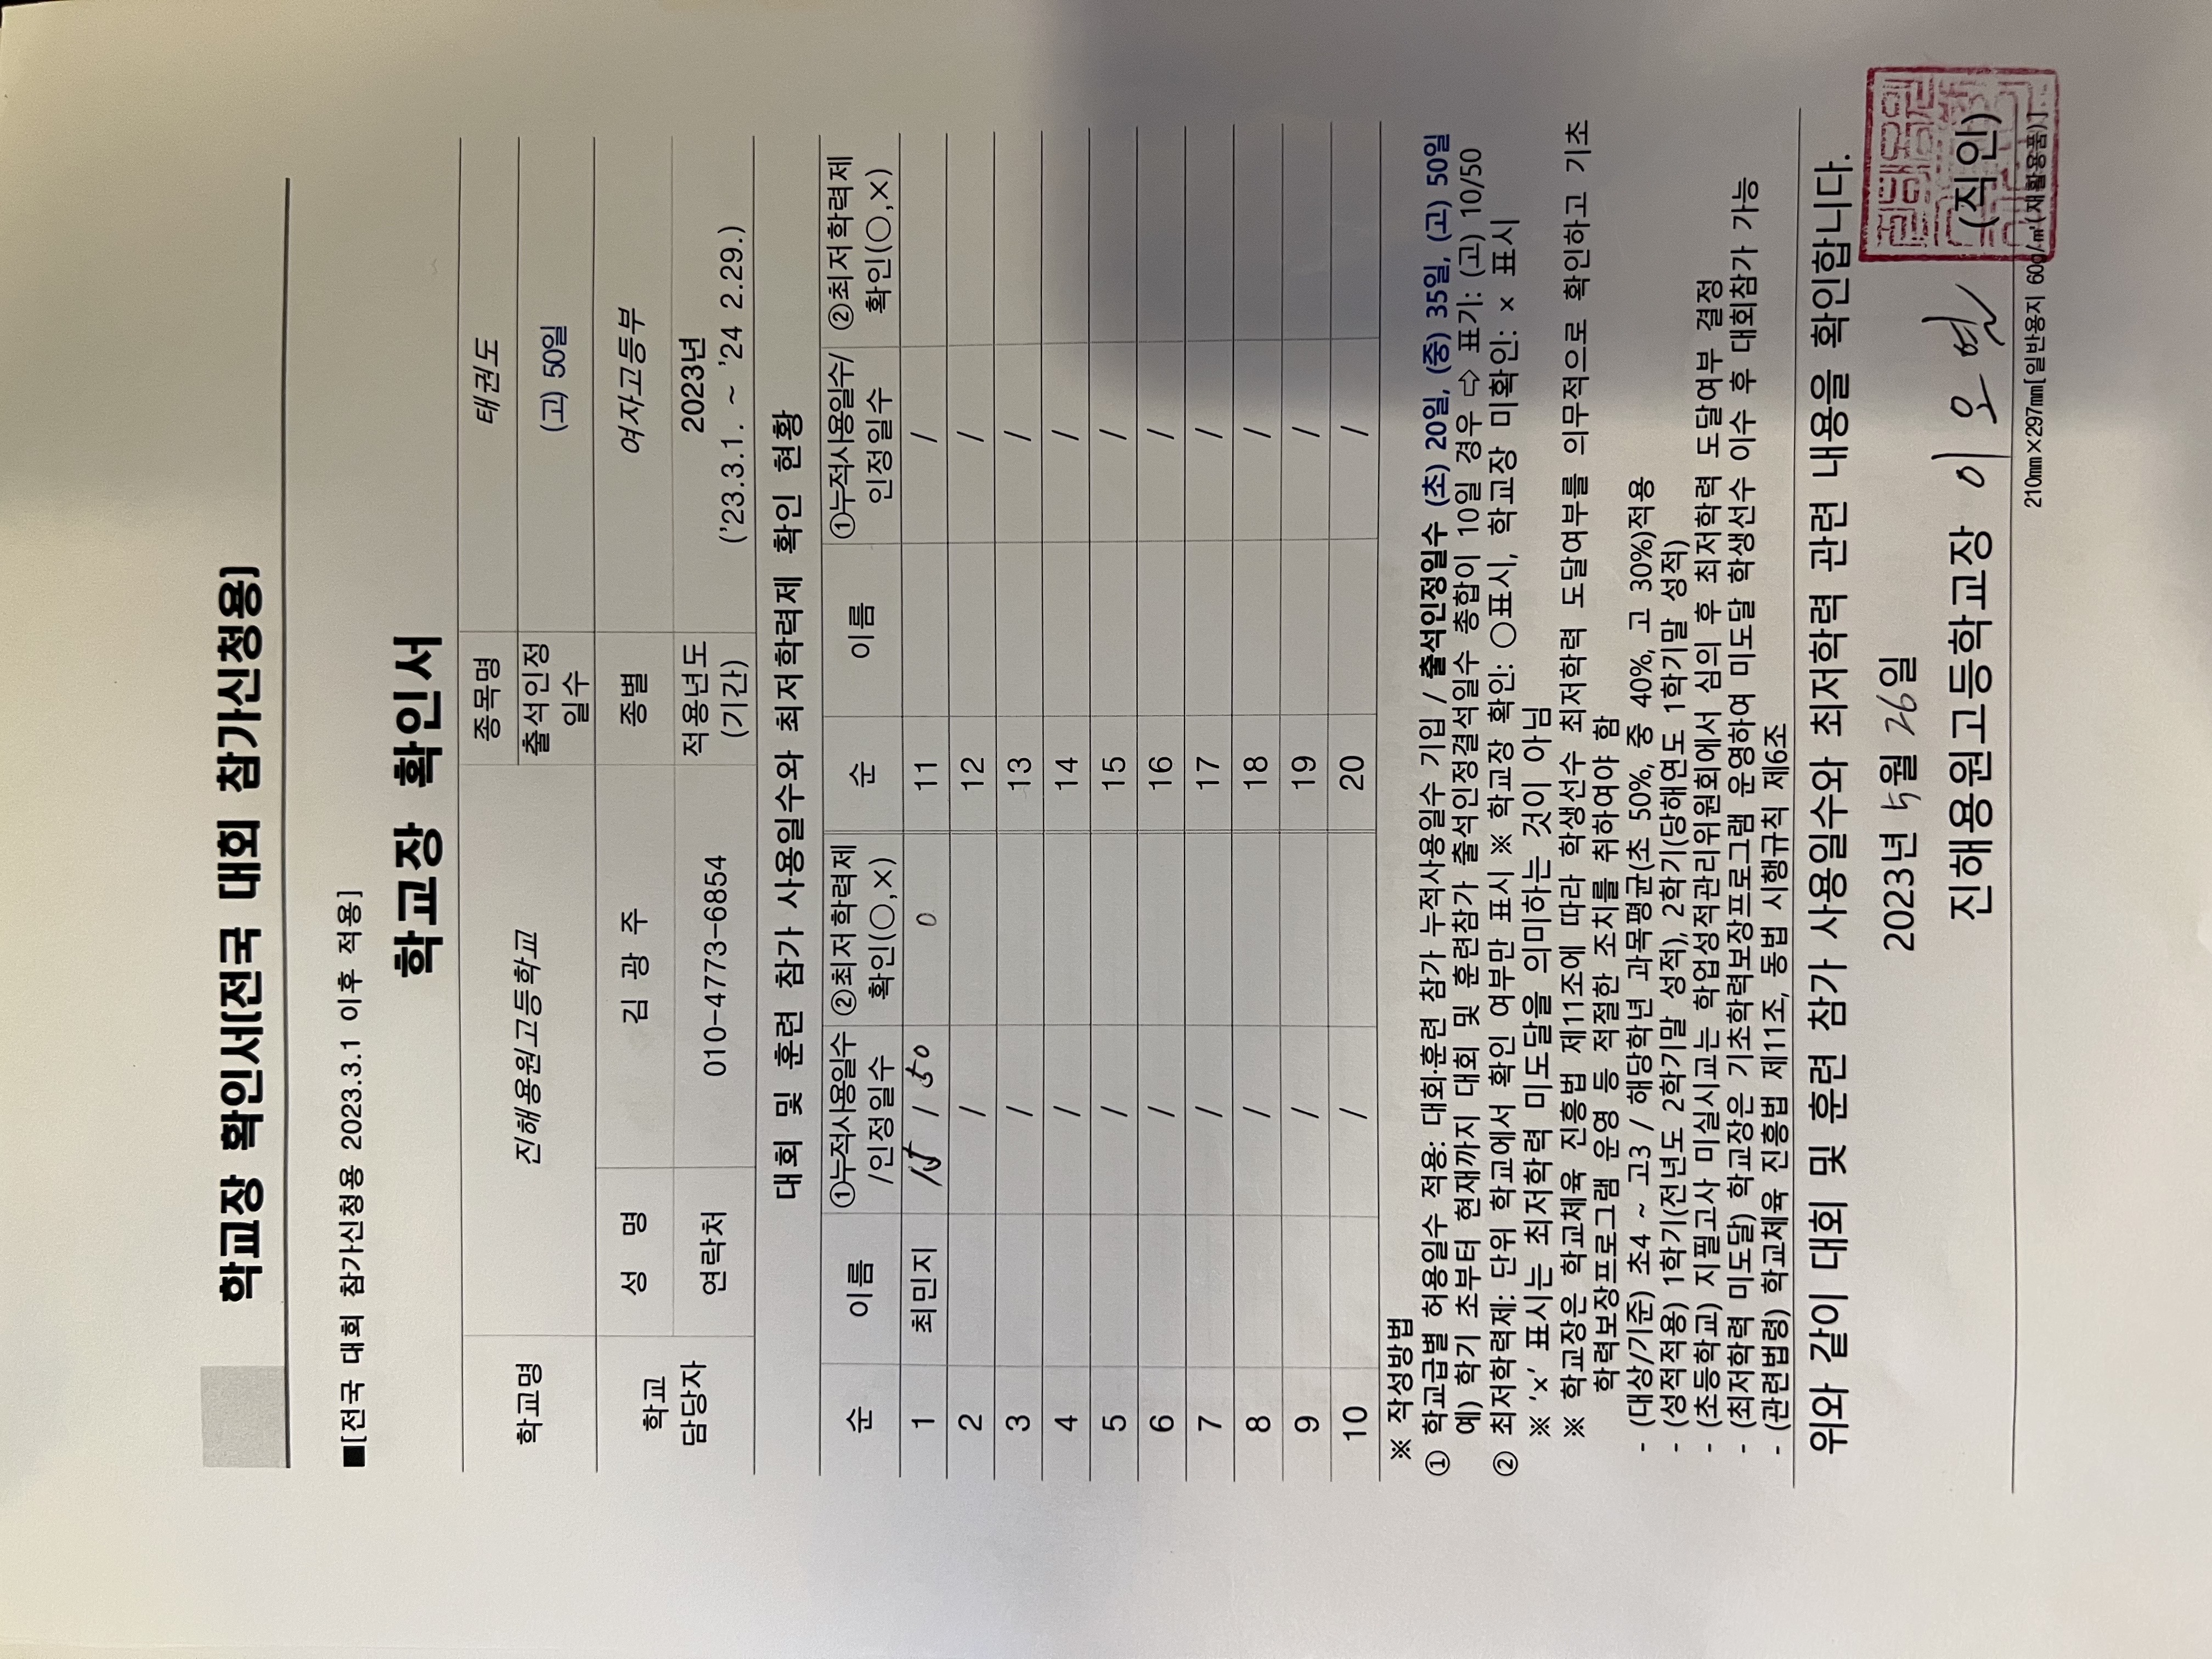 학교장 확인서(전국 대회 참가신청용)
■[전국 대회 참가신청용 2023.3.1 이후 적용]
학교장 확인서
학교명 진해용원고등학교 종목명 태권도
출석인정일수 (고) 50일
학교 담당자 성 명 김 광 주 종별 여자고등부
연락처 010-4773-6854 적용년도(기간) 2023년 ('23.3.1. ~ '24 2.29.)
대회 및 훈련 참가 사용일수와 최저학력제 확인 현황
순 이름 ①누적사용일수/인정일수 ②최저학력제 확인(○,×) 순 이름 ①누적사용일수/인정일수 ②최저학력제 확인(○,×)
1 최민지 15 / 50 0 11 /
2 / 12 /
3 / 13 /
4 / 14 /
5 / 15 /
6 / 16 /
7 / 17 /
8 / 18 /
9 / 19 /
10 / 20 /
※ 작성방법
① 학교급별 허용일수 적용: 대회·훈련 참가 누적사용일수 기입 / 출석인정일수 (초) 20일, (중) 35일, (고) 50일
예) 학기 초부터 현재까지 대회 및 훈련참가 출석인정결석일수 총합이 10일 경우 ⇨ 표기: (고) 10/50
② 최저학력제: 단위 학교에서 확인 여부만 표시 ※ 학교장 확인: ○표시, 학교장 미확인: × 표시
※ '×' 표시는 최저학력 미도달을 의미하는 것이 아님
※ 학교장은 학교체육 진흥법 제11조에 따라 학생선수 최저학력 도달여부를 의무적으로 확인하고 기초
학력보장프로그램 운영 등 적절한 조치를 취하여야 함
- (대상/기준) 초4 ~ 고3 / 해당학년 과목평균(초 50%, 중 40%, 고 30%)적용
- (성적적용) 1학기(전년도 2학기말 성적), 2학기(당해연도 1학기말 성적)
- (초등학교) 지필고사 미실시교는 학업성적관리위원회에서 심의 후 최저학력 도달여부 결정
- (최저학력 미도달) 학교장은 기초학력보장프로그램 운영하여 미도달 학생선수 이수 후 대회참가 가능
- (관련법령) 학교체육 진흥법 제11조, 동법 시행규칙 제6조
위와 같이 대회 및 훈련 참가 사용일수와 최저학력 관련 내용을 확인합니다.
2023년 5월 26일
진해용원고등학교장 이 오 (직인)
210㎜×297㎜[일반용지 60g/㎡(재활용품)]